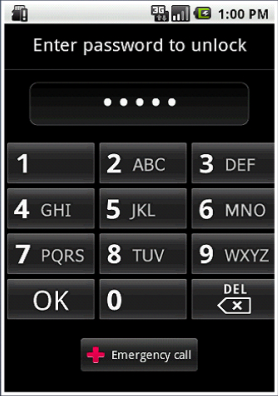 3G 1:00 PM
Enter password to unlock
•••••
1 2 ABC 3 DEF
4 GHI 5 JKL 6 MNO
7 PQRS 8 TUV 9 WXYZ
OK 0 DEL
Emergency call